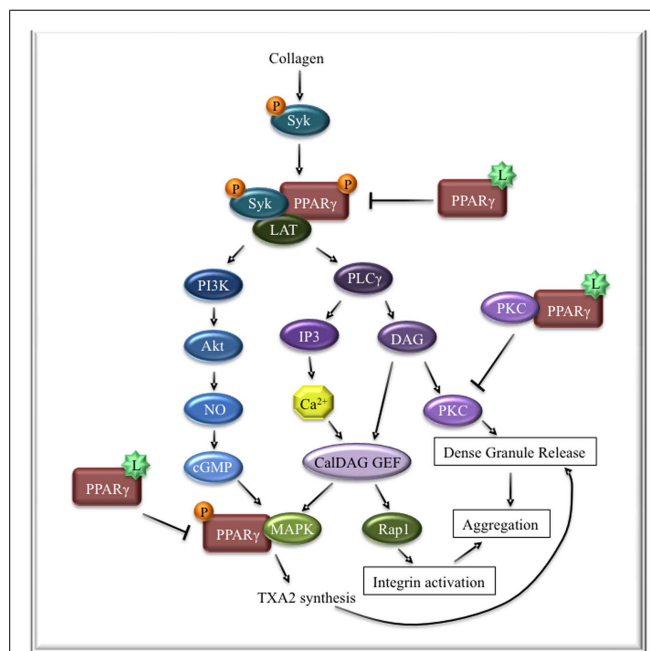 Collagen
P
Syk
P
Syk
PPARγ
P
LAT
L
PPARγ
PI3K
PLCγ
L
PKC
PPARγ
Akt
IP3
DAG
NO
Ca²⁺
PKC
cGMP
CalDAG GEF
Dense Granule Release
L
PPARγ
P
PPARγ
MAPK
Rap1
Aggregation
TXA2 synthesis
Integrin activation